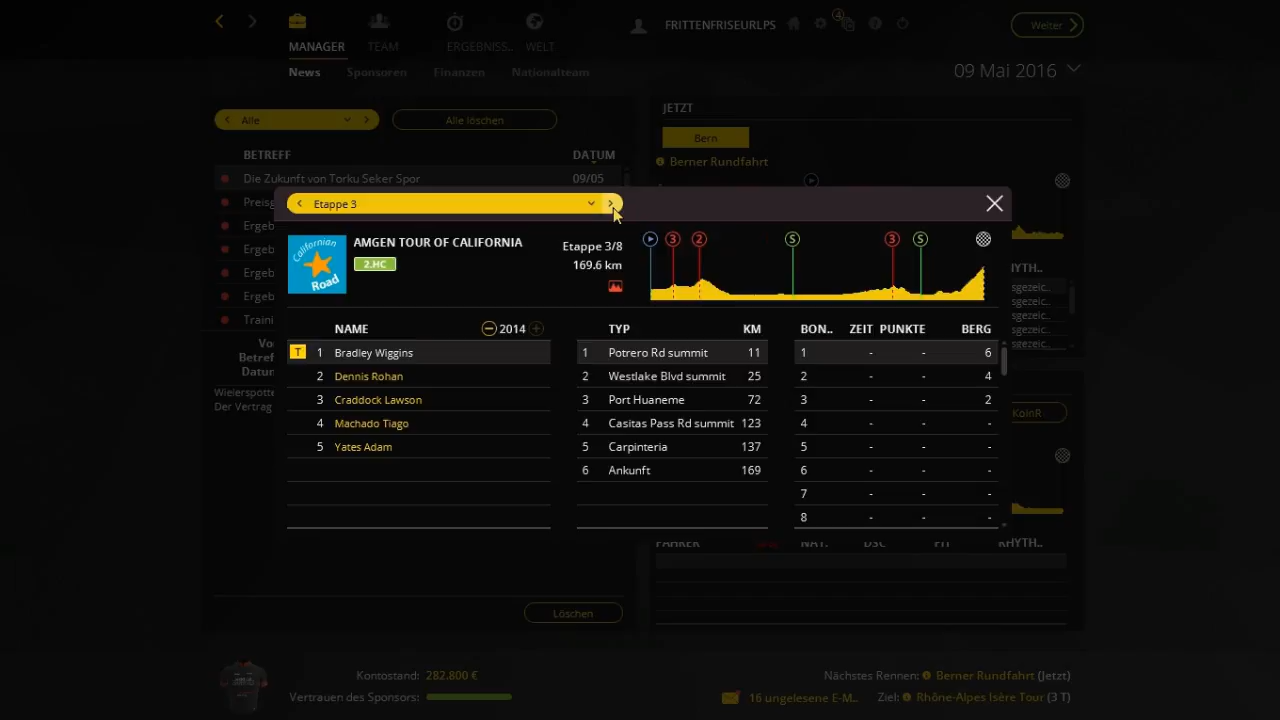 MANAGER TEAM ERGEBNISS.. WELT
FRITTENFRISEURLPS 4 Weiter
News Sponsoren Finanzen Nationalteam
09 Mai 2016
Alle Alle löschen
JETZT
Bern
Berner Rundfahrt
BETREFF DATUM
Die Zukunft von Torku Seker Spor 09/05
Etappe 3
Californian Road
AMGEN TOUR OF CALIFORNIA
2.HC
Etappe 3/8
169.6 km
3 2 S 3 S
NAME 2014
T 1 Bradley Wiggins
2 Dennis Rohan
3 Craddock Lawson
4 Machado Tiago
5 Yates Adam
TYP KM
1 Potrero Rd summit 11
2 Westlake Blvd summit 25
3 Port Huaneme 72
4 Casitas Pass Rd summit 123
5 Carpinteria 137
6 Ankunft 169
BON.. ZEIT PUNKTE BERG
1 - - 6
2 - - 4
3 - - 2
4 - - -
5 - - -
6 - - -
7 - - -
8 - - -
Löschen
Kontostand: 282.800 €
Vertrauen des Sponsors:
Nächstes Rennen: Berner Rundfahrt (Jetzt)
16 ungelesene E-M.. Ziel: Rhône-Alpes Isère Tour (3 T)